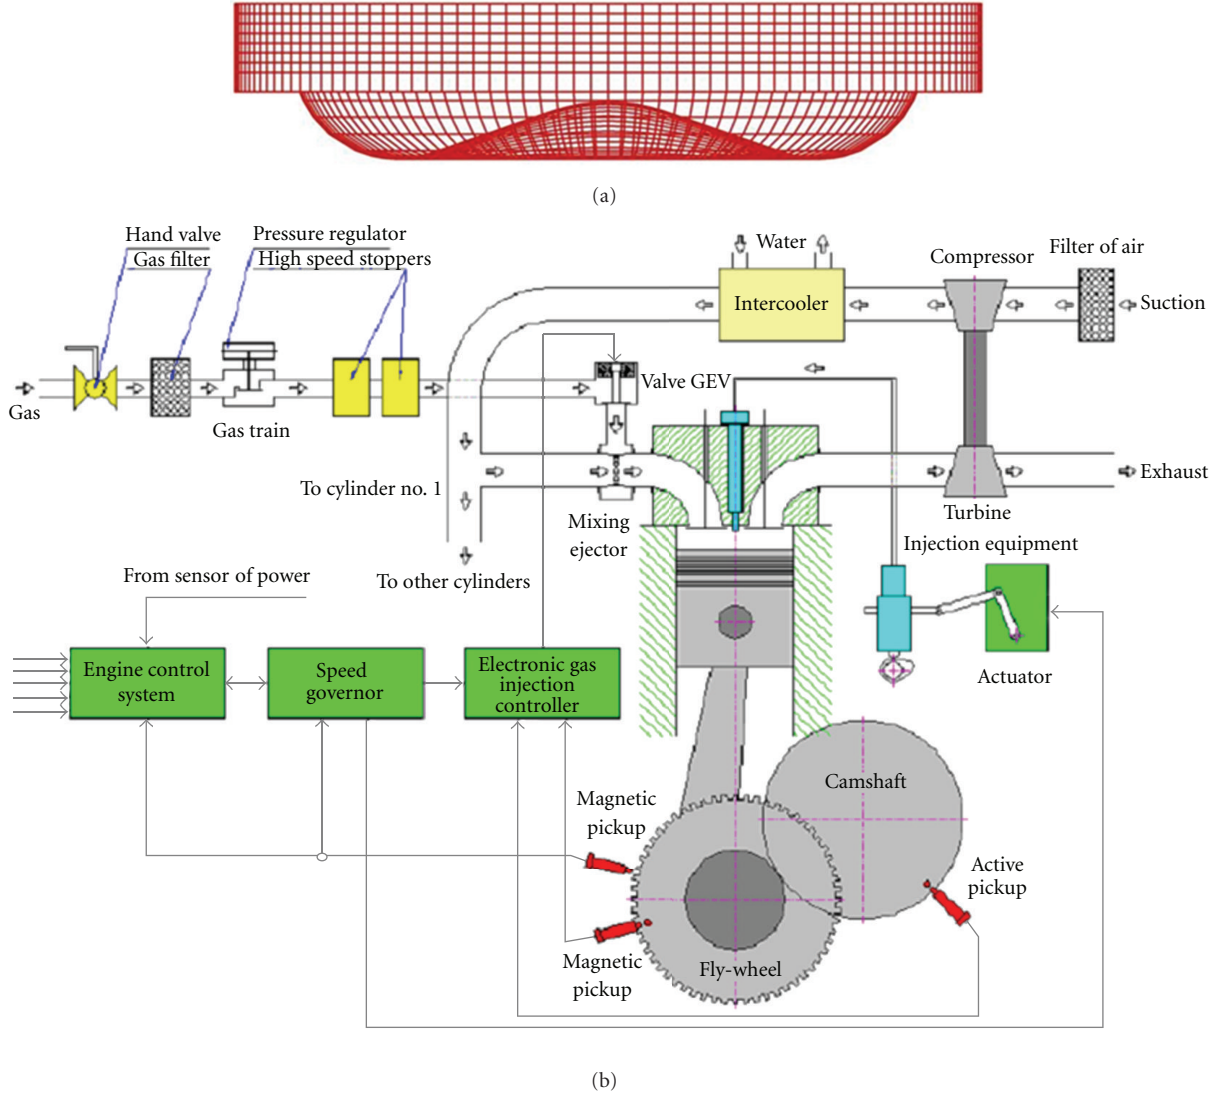 (a)
Hand valve
Gas filter
Pressure regulator
High speed stoppers
Water
Compressor
Filter of air
Intercooler
Suction
Gas
Gas train
Valve GEV
To cylinder no. 1
Mixing
ejector
Exhaust
Turbine
Injection equipment
To other cylinders
From sensor of power
Engine control
system
Speed
governor
Electronic gas
injection
controller
Actuator
Camshaft
Magnetic
pickup
Active
pickup
Magnetic
pickup
Fly-wheel
(b)